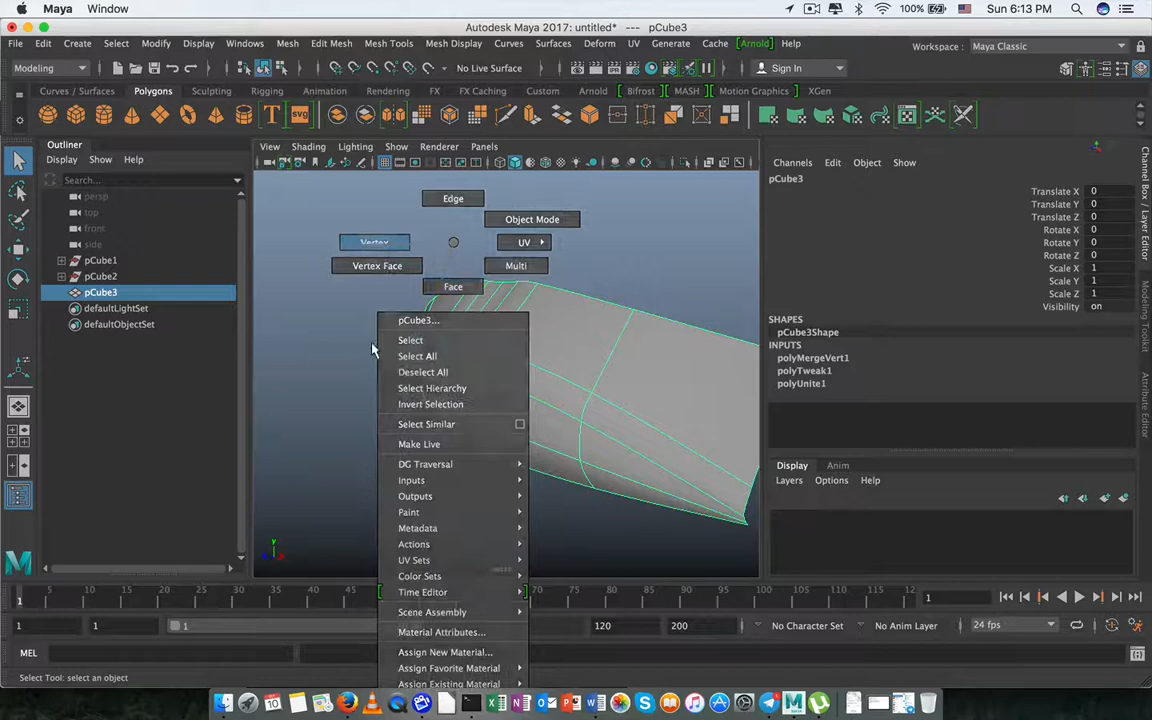 Maya Window 100% Sun 6:13 PM
Autodesk Maya 2017: untitled* --- pCube3
File Edit Create Select Modify Display Windows Mesh Edit Mesh Mesh Tools Mesh Display Curves Surfaces Deform UV Generate Cache Arnold Help Workspace : Maya Classic
Modeling No Live Surface Sign In
Curves / Surfaces Polygons Sculpting Rigging Animation Rendering FX FX Caching Custom Arnold Bifrost MASH Motion Graphics XGen
T SVG
Outliner
Display Show Help
Search...
persp
top
front
side
pCube1
pCube2
pCube3
defaultLightSet
defaultObjectSet
View Shading Lighting Show Renderer Panels
Edge
Object Mode
Vertex
UV
Vertex Face
Multi
Face
pCube3...
Select
Select All
Deselect All
Select Hierarchy
Invert Selection
Select Similar
Make Live
DG Traversal
Inputs
Outputs
Paint
Metadata
Actions
UV Sets
Color Sets
Time Editor
Scene Assembly
Material Attributes...
Assign New Material...
Assign Favorite Material
Assign Existing Material
y
Channels Edit Object Show
pCube3
Translate X 0
Translate Y 0
Translate Z 0
Rotate X 0
Rotate Y 0
Rotate Z 0
Scale X 1
Scale Y 1
Scale Z 1
Visibility on
SHAPES
pCube3Shape
INPUTS
polyMergeVert1
polyTweak1
polyUnite1
Display Anim
Layers Options Help
Channel Box / Layer Editor
Modeling Toolkit
Attribute Editor
1 5 10 15 20 25 30 35 40 45 50 70 75 80 85 90 95 100 105 110 115 12 1
1 1 1 120 200 No Character Set No Anim Layer 24 fps
MEL
Select Tool: select an object